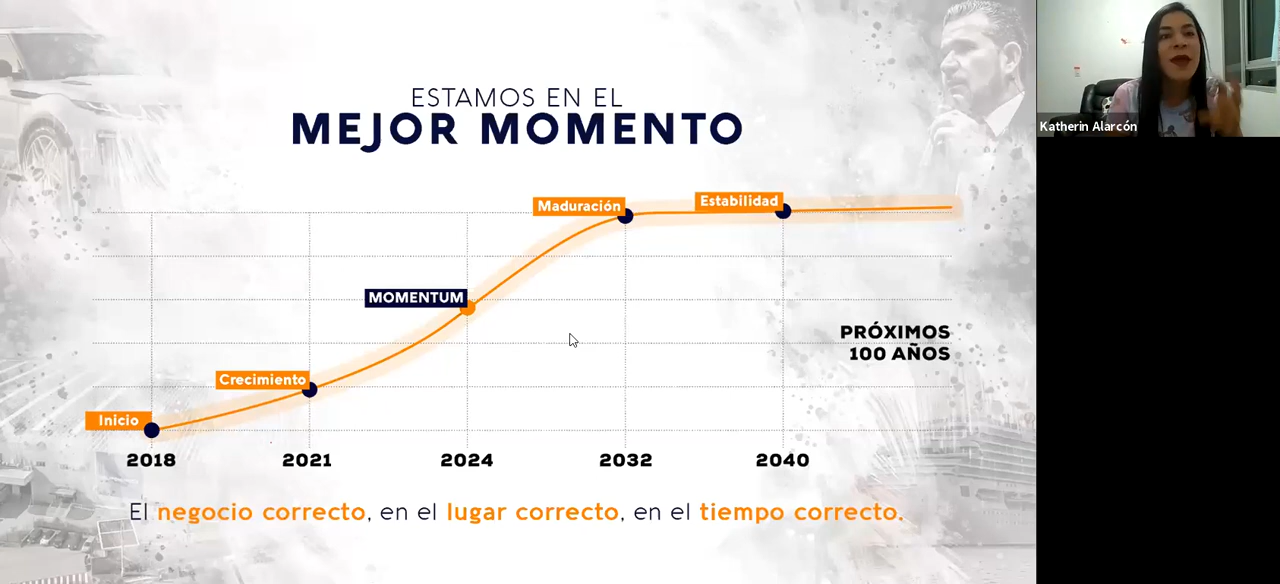 ESTAMOS EN EL
MEJOR MOMENTO
Katherin Alarcón
Maduración
Estabilidad
MOMENTUM
PRÓXIMOS
100 AÑOS
Crecimiento
Inicio
2018 2021 2024 2032 2040
El negocio correcto, en el lugar correcto, en el tiempo correcto.